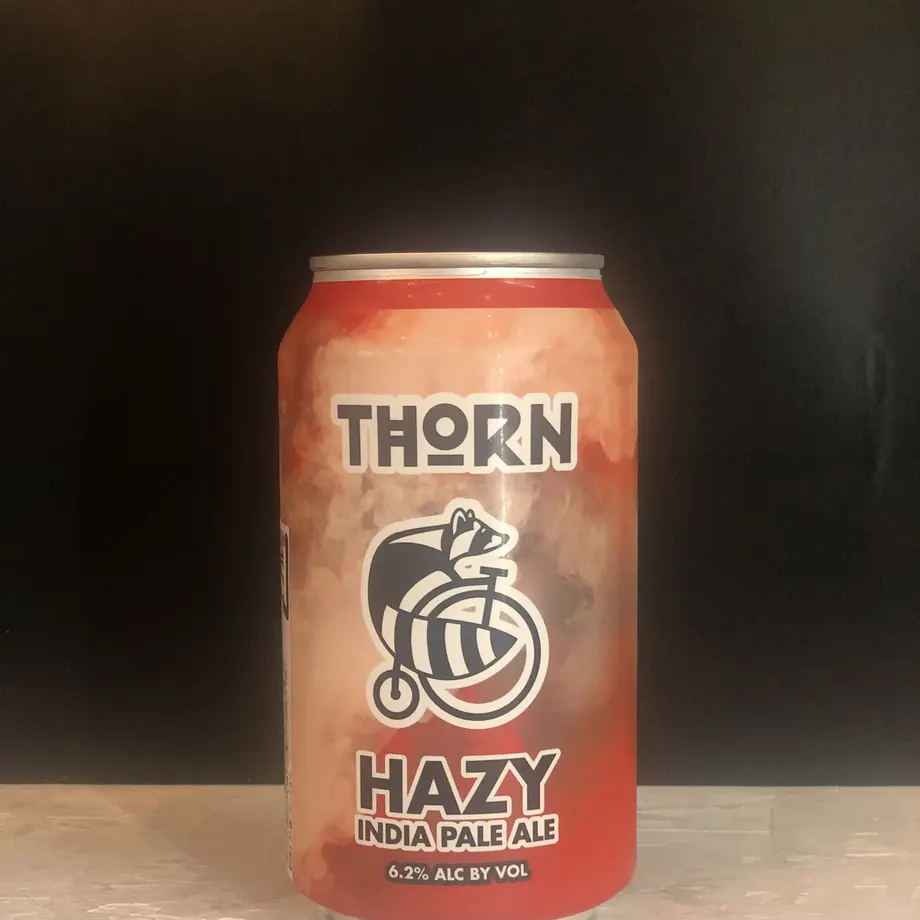 THORN
HAZY
INDIA PALE ALE
6.2% ALC BY VOL